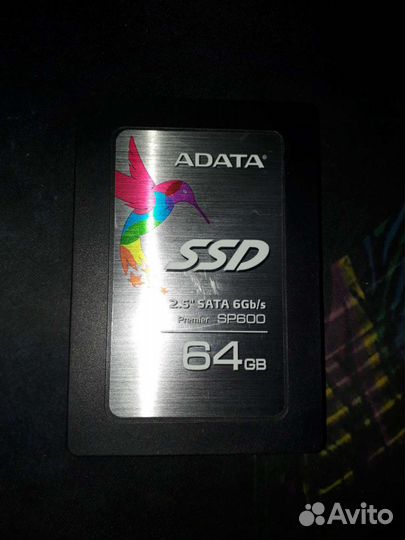 ADATA®
SSD
2.5" SATA 6Gb/s
Premier SP600
64GB
Avito